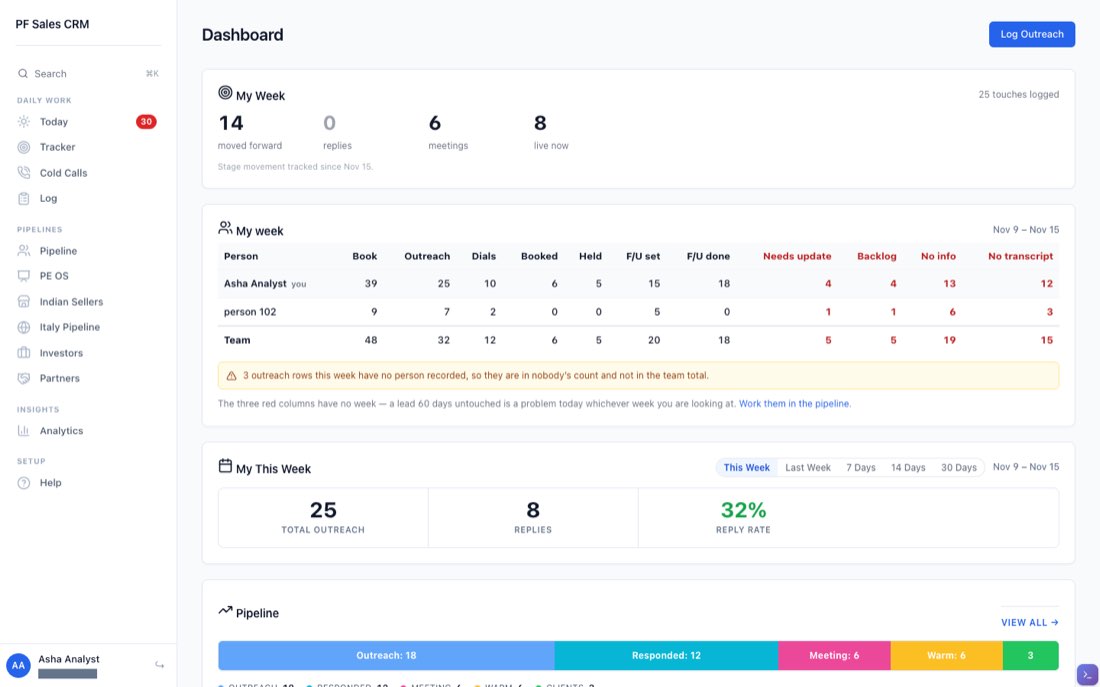 PF Sales CRM
Search ⌘K
DAILY WORK
Today 30
Tracker
Cold Calls
Log
PIPELINES
Pipeline
PE OS
Indian Sellers
Italy Pipeline
Investors
Partners
INSIGHTS
Analytics
SETUP
Help
AA Asha Analyst
Dashboard
Log Outreach
My Week 25 touches logged
14 0 6 8
moved forward replies meetings live now
Stage movement tracked since Nov 15.
My week Nov 9 – Nov 15
Person Book Outreach Dials Booked Held F/U set F/U done Needs update Backlog No info No transcript
Asha Analyst you 39 25 10 6 5 15 18 4 4 13 12
person 102 9 7 2 0 0 5 0 1 1 6 3
Team 48 32 12 6 5 20 18 5 5 19 15
3 outreach rows this week have no person recorded, so they are in nobody's count and not in the team total.
The three red columns have no week — a lead 60 days untouched is a problem today whichever week you are looking at. Work them in the pipeline.
My This Week This Week Last Week 7 Days 14 Days 30 Days Nov 9 – Nov 15
25 8 32%
TOTAL OUTREACH REPLIES REPLY RATE
Pipeline
VIEW ALL →
Outreach: 18 Responded: 12 Meeting: 6 Warm: 6 3
OUTREACH 18 RESPONDED 12 MEETING 6 WARM 6 CLIENTS 3